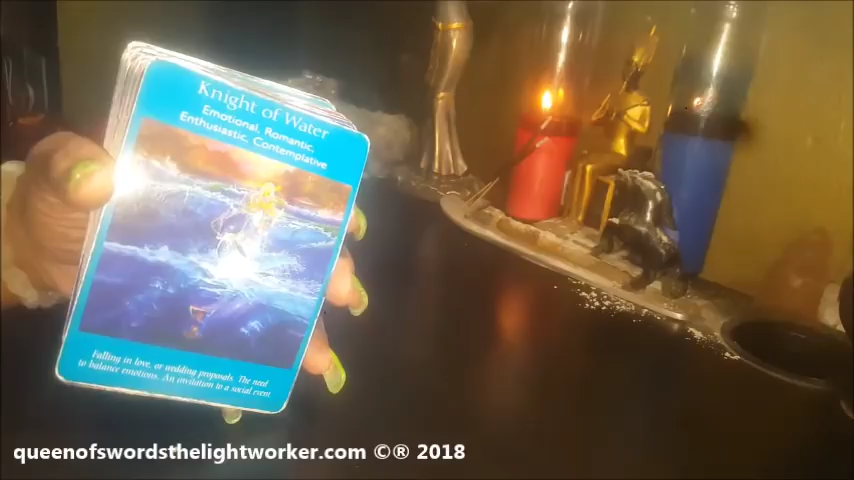 Knight of Water
Emotional, Romantic,
Enthusiastic, Contemplative
Falling in love, or wedding proposals. The need
to balance emotions. An invitation to a social event.
queenofswordsthelightworker.com ©® 2018